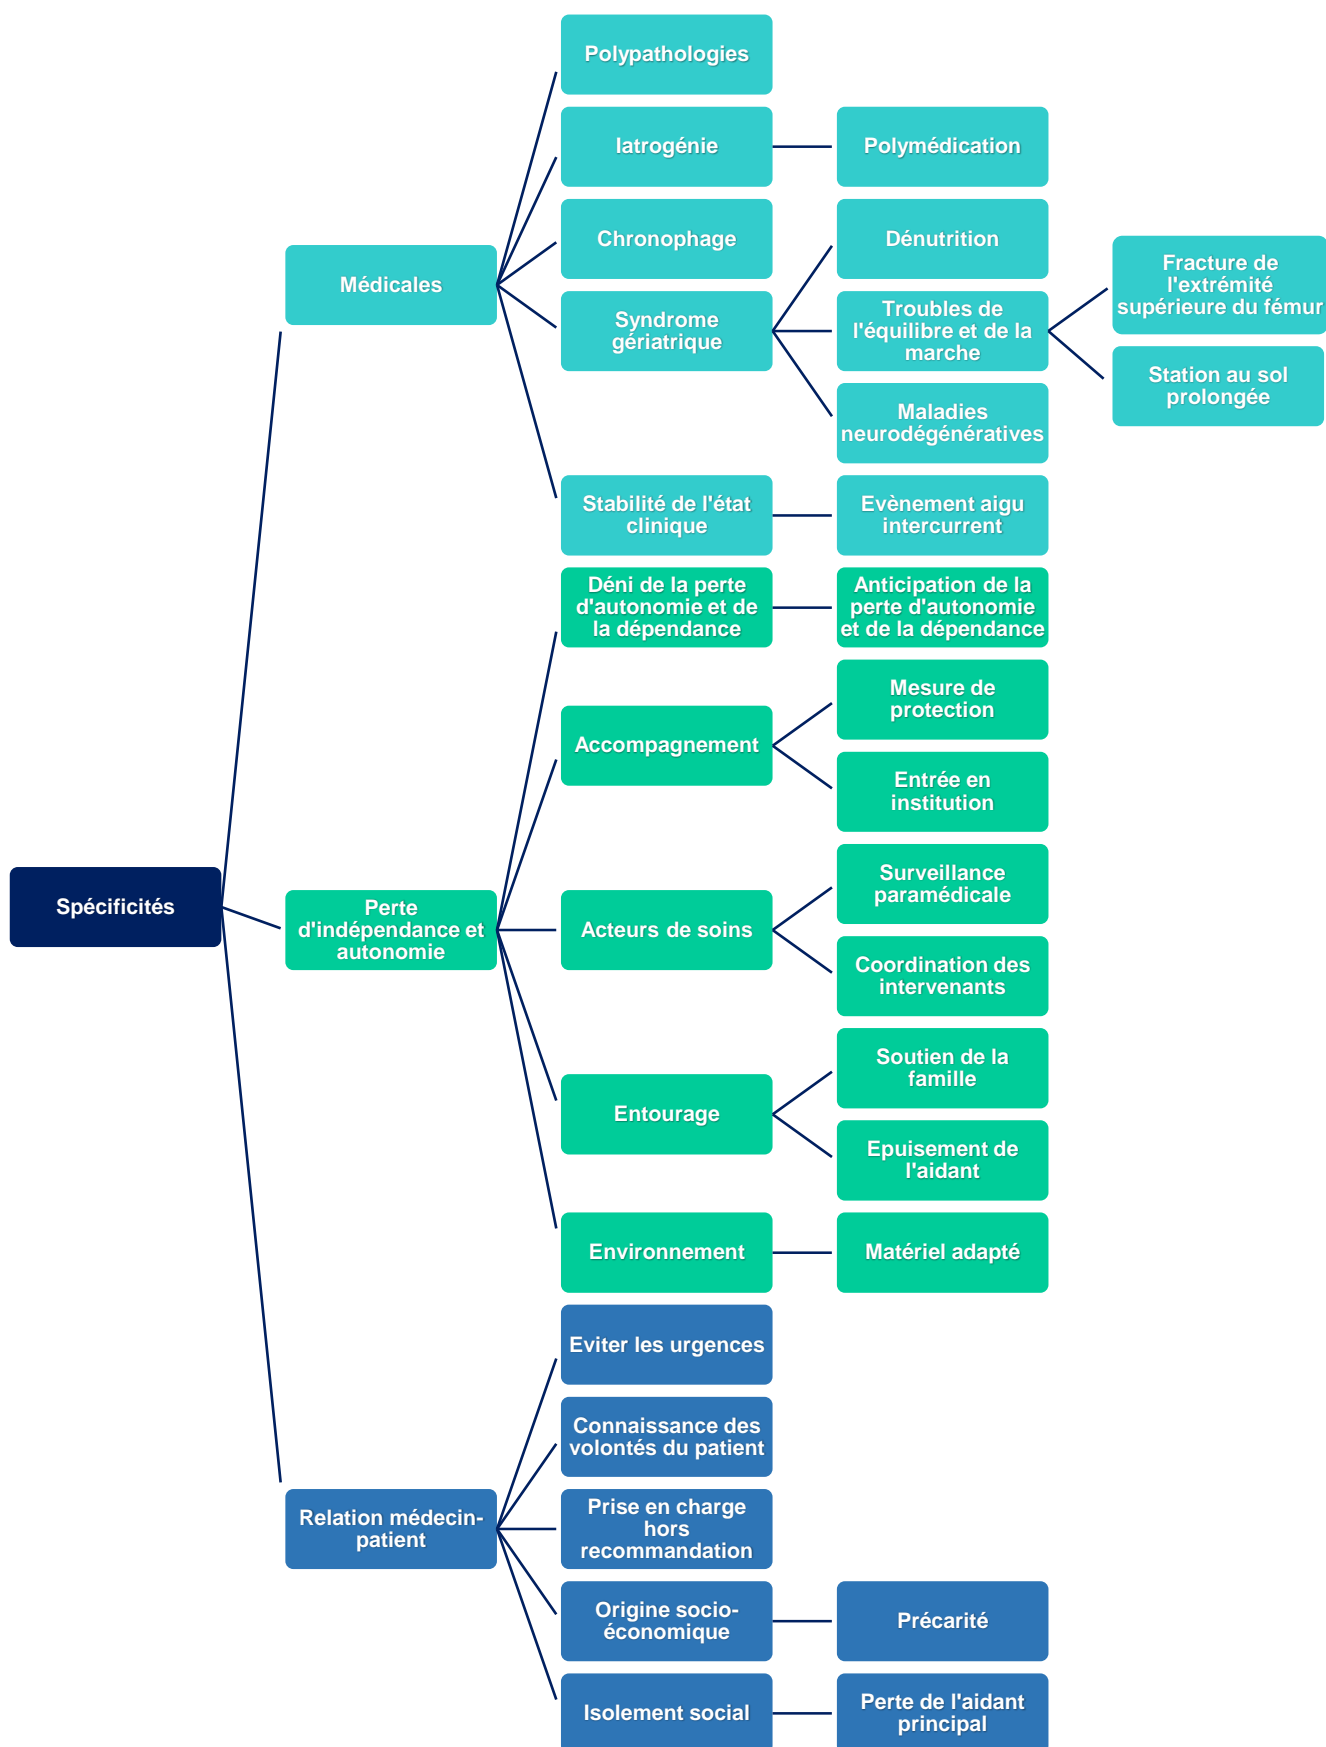 Polypathologies
Iatrogénie
Polymédication
Chronophage
Dénutrition
Médicales
Syndrome
gériatrique
Troubles de
l'équilibre et de la
marche
Fracture de
l'extrémité
supérieure du fémur
Station au sol
prolongée
Maladies
neurodégénératives
Stabilité de l'état
clinique
Evènement aigu
intercurrent
Déni de la perte
d'autonomie et de
la dépendance
Anticipation de la
perte d'autonomie
et de la dépendance
Accompagnement
Mesure de
protection
Entrée en
institution
Spécificités
Perte
d'indépendance et
autonomie
Acteurs de soins
Surveillance
paramédicale
Coordination des
intervenants
Entourage
Soutien de la
famille
Epuisement de
l'aidant
Environnement
Matériel adapté
Relation médecin-
patient
Eviter les urgences
Connaissance des
volontés du patient
Prise en charge
hors
recommandation
Origine socio-
économique
Précarité
Isolement social
Perte de l'aidant
principal